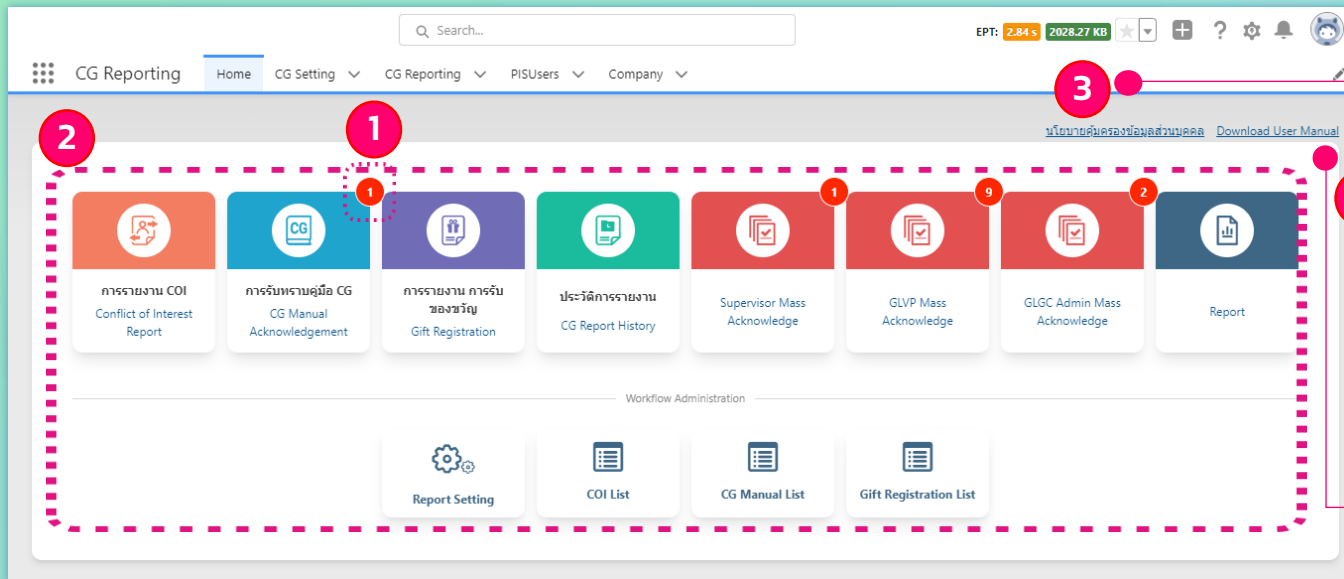 Search...
EPT: 2.84 s 2028.27 KB
CG Reporting Home CG Setting CG Reporting PISUsers Company
3
นโยบายคุ้มครองข้อมูลส่วนบุคคล Download User Manual
2
1
1
1
9
2
CG
การรายงาน COI
Conflict of Interest
Report
การรับทราบคู่มือ CG
CG Manual
Acknowledgement
การรายงาน การรับ
ของขวัญ
Gift Registration
ประวัติการรายงาน
CG Report History
Supervisor Mass
Acknowledge
GLVP Mass
Acknowledge
GLGC Admin Mass
Acknowledge
Report
Workflow Administration
Report Setting
COI List
CG Manual List
Gift Registration List